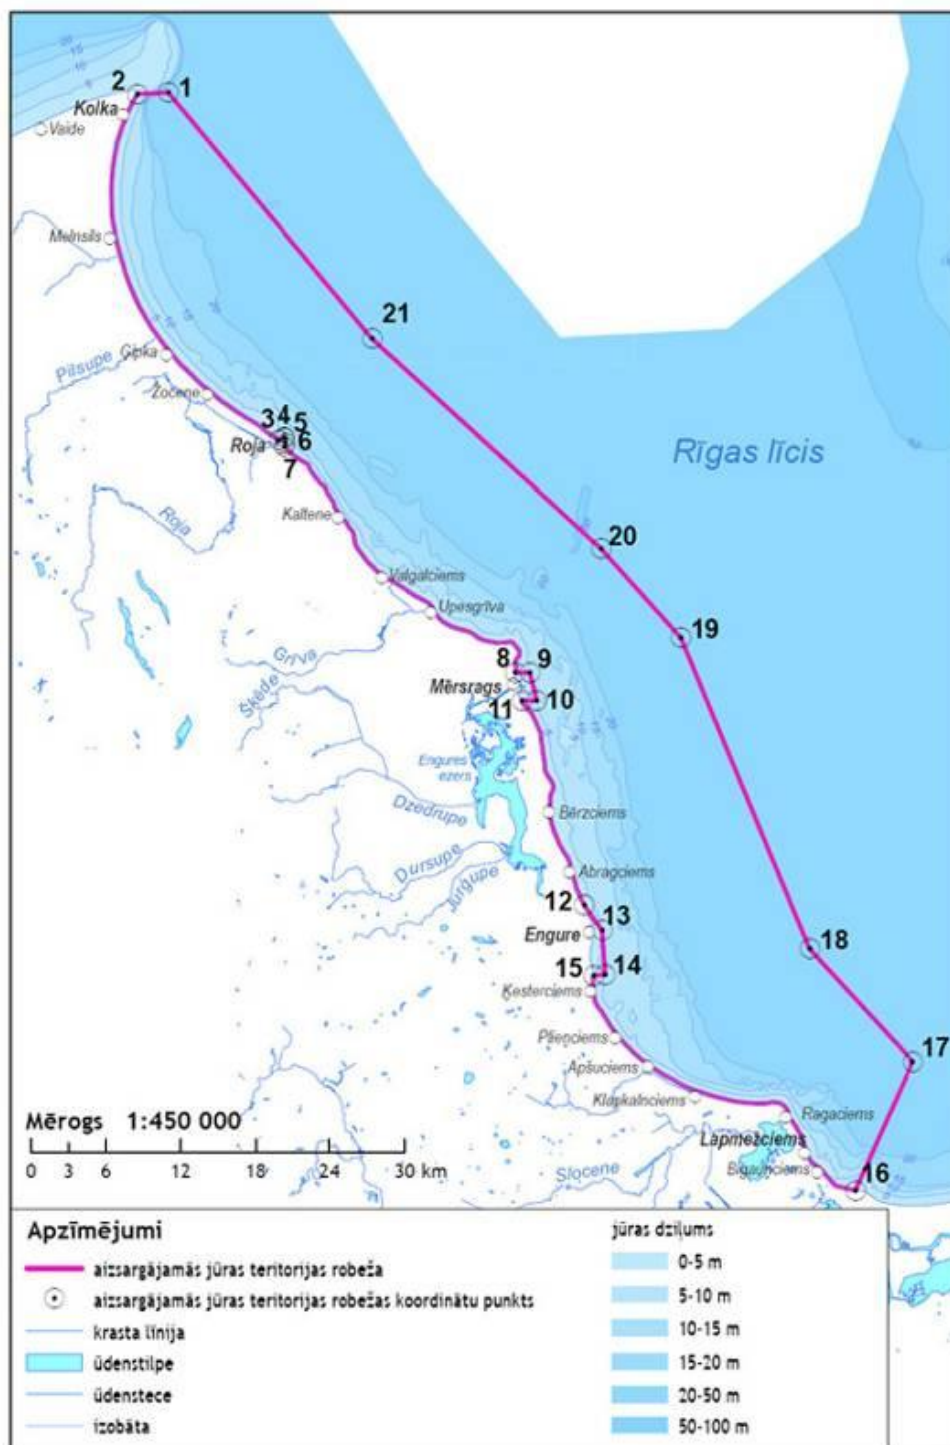 2
1
Kolka
Vaide
Melnsils
21
Ģipka
Pilsupe
Žocene
3 4 5
Roja
6
7
Rīgas līcis
Roja
Kaltene
20
Valgalciems
Upesgrīva
19
Grīva
8 9
Mērsrags
Šķēde
10
11
Engures
ezers
Dzedrupe
Bērzciems
Dursupe
Jurgupe
Abragciems
12
13
Engure
18
15 14
Ķesterciems
Plieņciems
17
Apšuciems
Klapkalnciems
Mērogs 1:450 000
Ragaciems
Lapmežciems
0 3 6 12 18 24 30 km
Slocene
Bigauņciems
16
Apzīmējumi
aizsargājamās jūras teritorijas robeža
aizsargājamās jūras teritorijas robežas koordinātu punkts
krasta līnija
ūdenstilpe
ūdenstece
izobāta
jūras dziļums
0-5 m
5-10 m
10-15 m
15-20 m
20-50 m
50-100 m